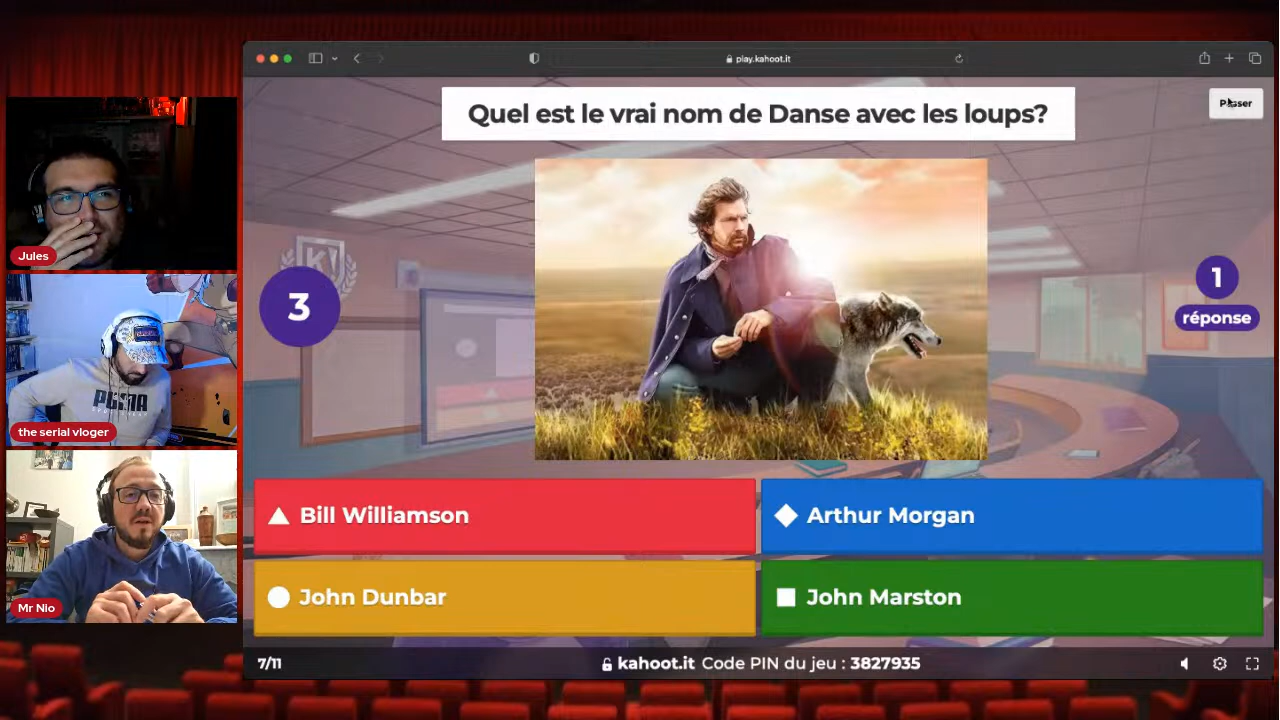 play.kahoot.it
Quel est le vrai nom de Danse avec les loups?
Jules
3
1
réponse
PUMA
the serial vloger
Bill Williamson
Arthur Morgan
John Dunbar
John Marston
Mr Nio
7/11
kahoot.it Code PIN du jeu : 3827935